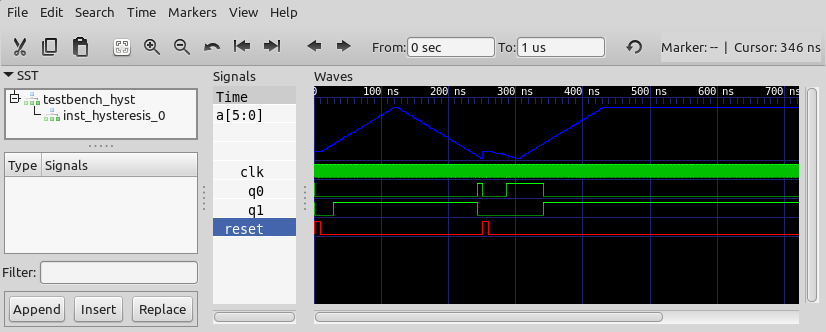 File Edit Search Time Markers View Help
From: 0 sec To: 1 us Marker: -- | Cursor: 346 ns
SST
testbench_hyst
inst_hysteresis_0
Type Signals
Filter:
Append Insert Replace
Signals
Time
a[5:0]
clk
q0
q1
reset
Waves
0 100 ns 200 ns 300 ns 400 ns 500 ns 600 ns 700 ns